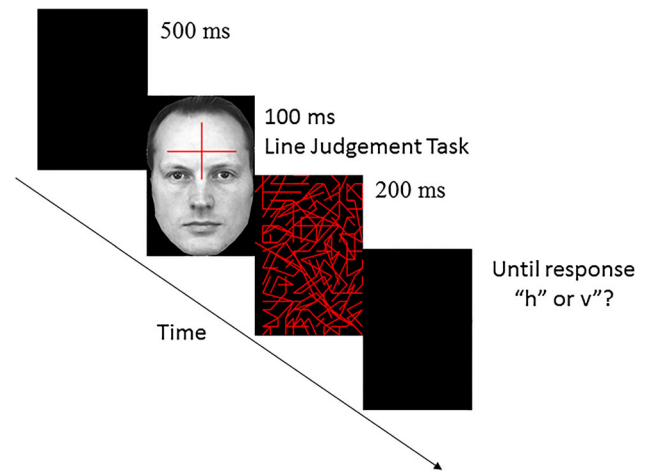 500 ms
100 ms
Line Judgement Task
200 ms
Until response
“h” or v”?
Time